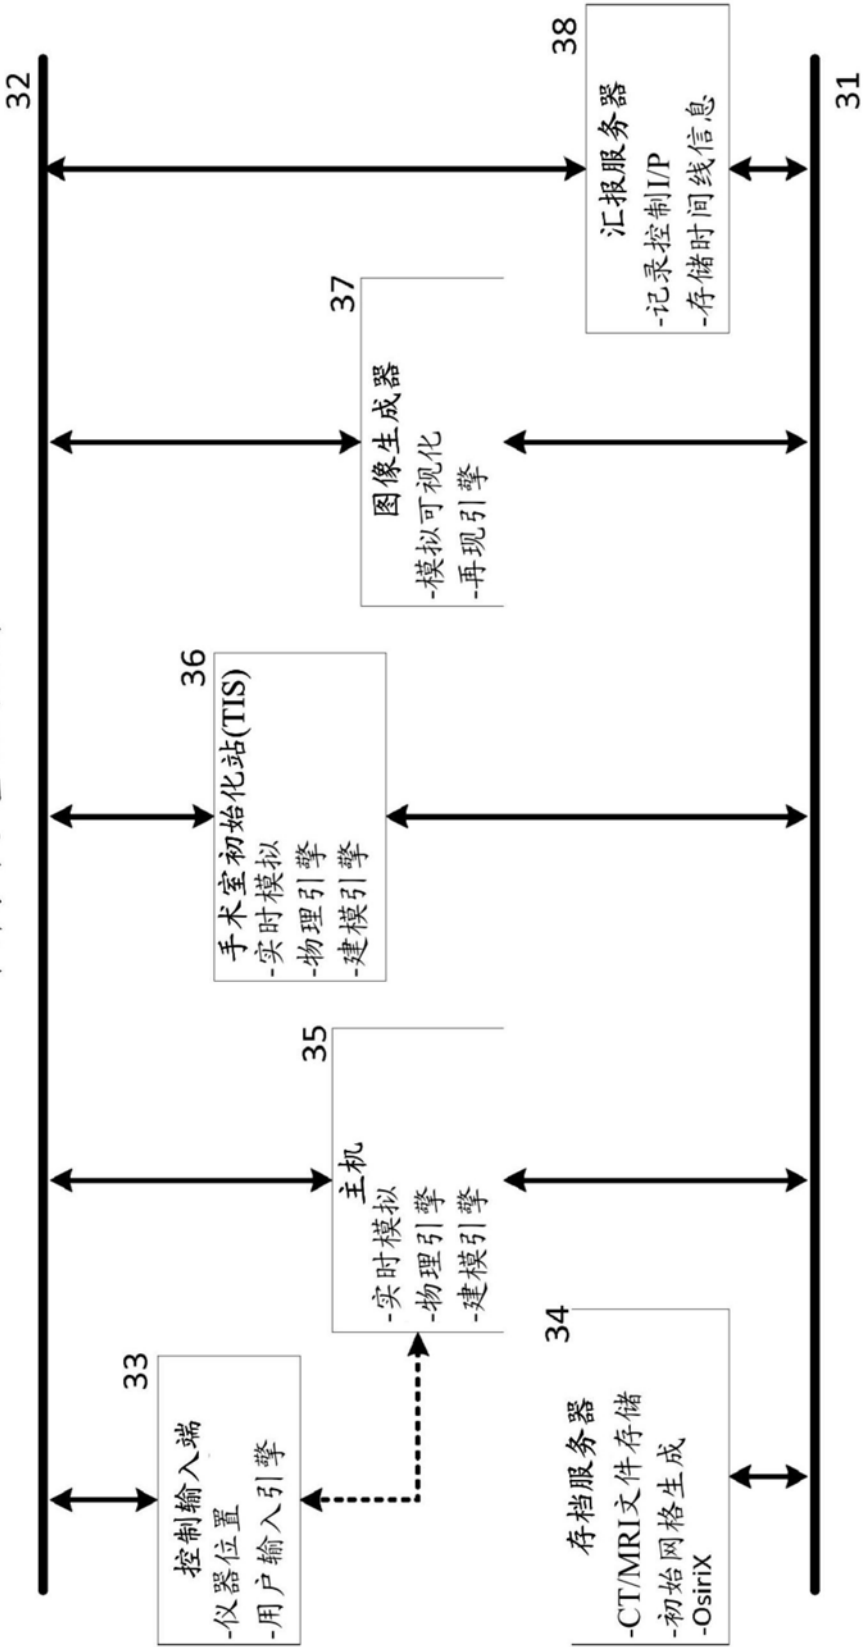 32
33
控制输入端
-仪器位置
-用户输入引擎
34
存档服务器
-CT/MRI文件存储
-初始网格生成
-OsiriX
35
主机
-实时模拟
-物理引擎
-建模引擎
36
手术室初始化站(TIS)
-实时模拟
-物理引擎
-建模引擎
37
图像生成器
-模拟可视化
-再现引擎
38
汇报服务器
-记录控制I/P
-存储时间线信息
31